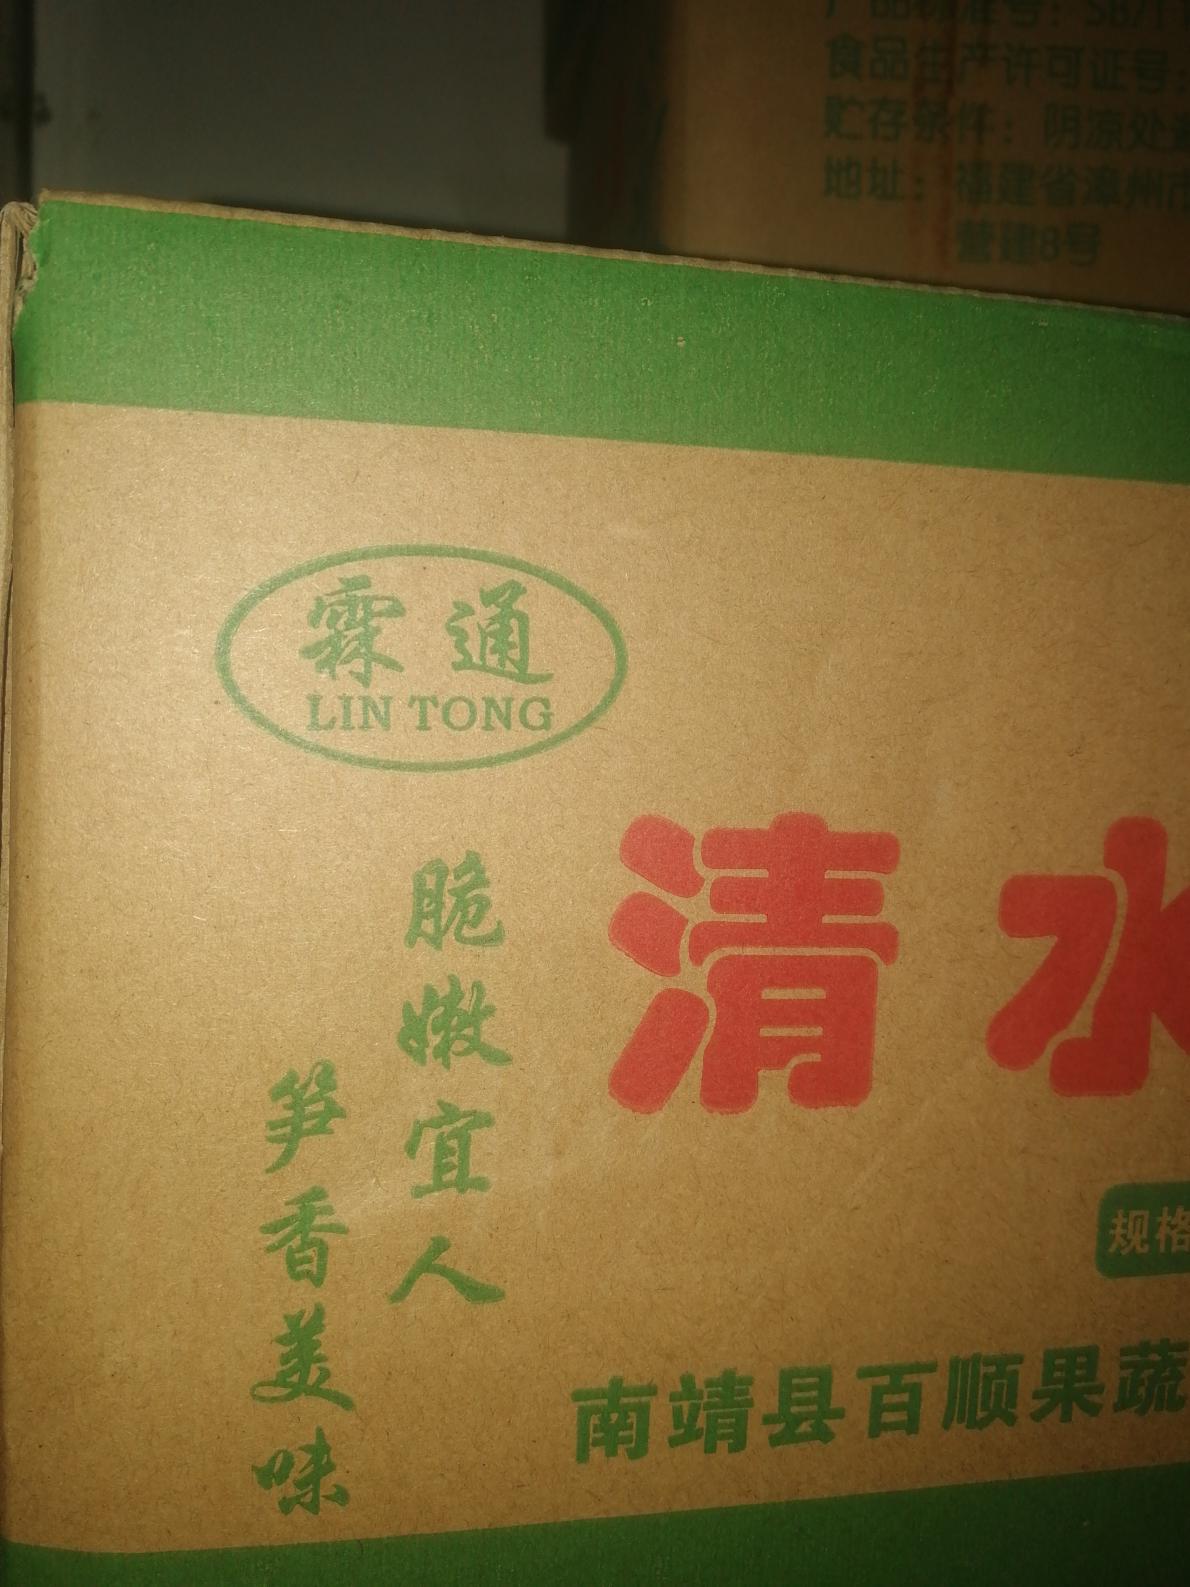 产品标准号：SB/T
食品生产许可证号：
贮存条件：阴凉处
地址：福建省漳州市
营建8号
霖通
LIN TONG
清水
脆嫩宜人
笋香美味
规格
南靖县百顺果蔬